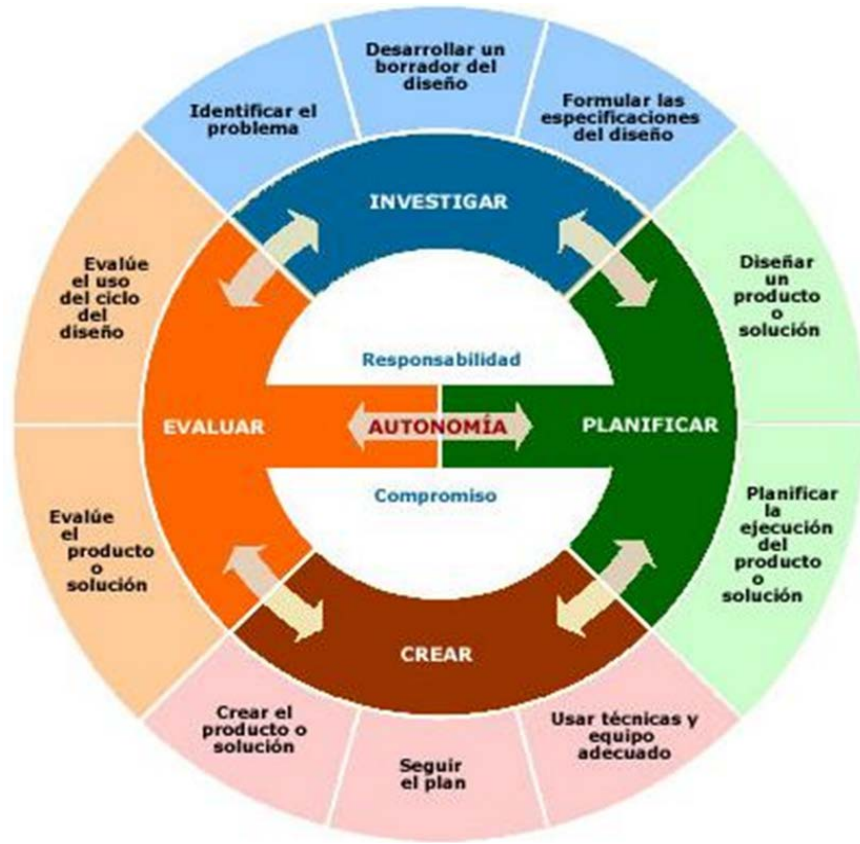 Desarrollar un
borrador del
diseño
Identificar el
problema
Formular las
especificaciones
del diseño
INVESTIGAR
Evalúe
el uso
del ciclo
del
diseño
Diseñar
un
producto
o
solución
Responsabilidad
EVALUAR
AUTONOMÍA
PLANIFICAR
Compromiso
Evalúe
el
producto
o
solución
Planificar
la
ejecución
del
producto
o
solución
CREAR
Crear el
producto o
solución
Seguir
el plan
Usar técnicas y
equipo
adecuado